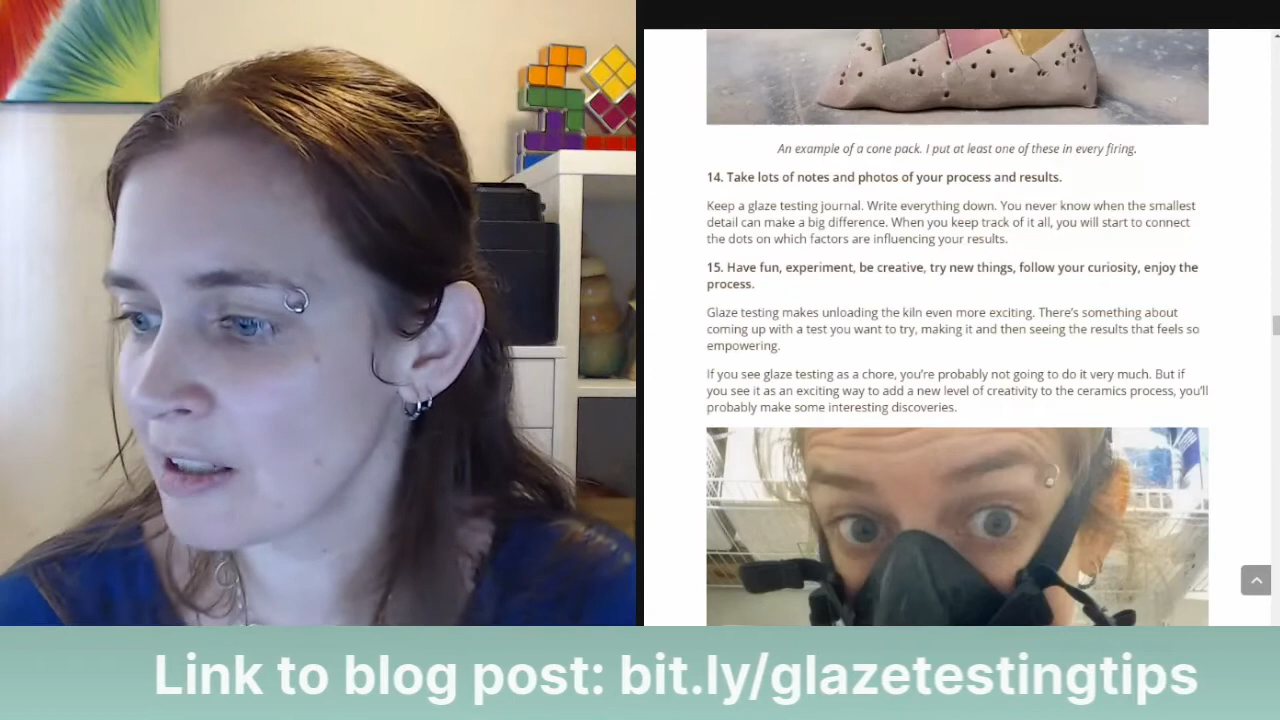 An example of a cone pack. I put at least one of these in every firing.
14. Take lots of notes and photos of your process and results.
Keep a glaze testing journal. Write everything down. You never know when the smallest
detail can make a big difference. When you keep track of it all, you will start to connect
the dots on which factors are influencing your results.
15. Have fun, experiment, be creative, try new things, follow your curiosity, enjoy the
process.
Glaze testing makes unloading the kiln even more exciting. There's something about
coming up with a test you want to try, making it and then seeing the results that feels so
empowering.
If you see glaze testing as a chore, you're probably not going to do it very much. But if
you see it as an exciting way to add a new level of creativity to the ceramics process, you'll
probably make some interesting discoveries.
Link to blog post: bit.ly/glazetestingtips